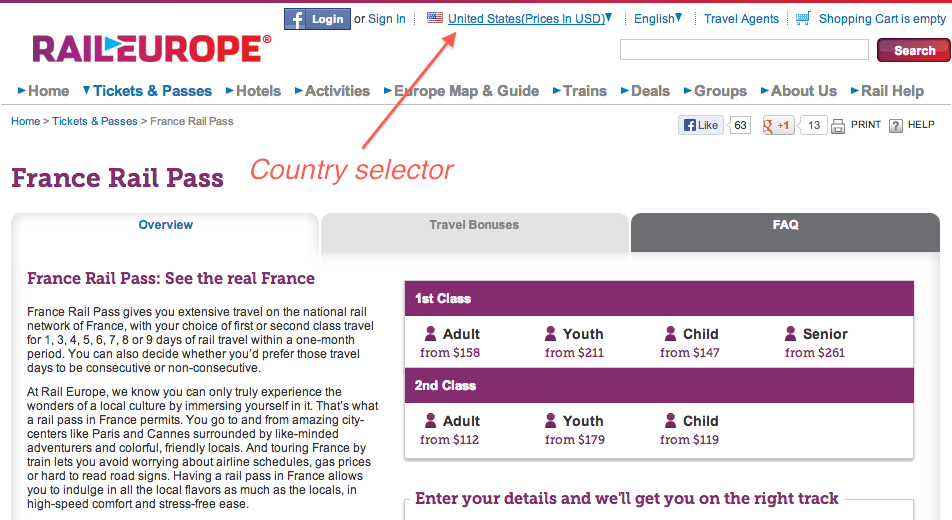 Login or Sign In United States(Prices In USD) English Travel Agents Shopping Cart is empty
RAILEUROPE®
Search
Home Tickets & Passes Hotels Activities Europe Map & Guide Trains Deals Groups About Us Rail Help
Home > Tickets & Passes > France Rail Pass
Like 63 +1 13 PRINT ? HELP
Country selector
France Rail Pass
Overview Travel Bonuses FAQ
France Rail Pass: See the real France
France Rail Pass gives you extensive travel on the national rail
network of France, with your choice of first or second class travel
for 1, 3, 4, 5, 6, 7, 8 or 9 days of rail travel within a one-month
period. You can also decide whether you'd prefer those travel
days to be consecutive or non-consecutive.
At Rail Europe, we know you can only truly experience the
wonders of a local culture by immersing yourself in it. That's what
a rail pass in France permits. You go to and from amazing city-
centers like Paris and Cannes surrounded by like-minded
adventurers and colorful, friendly locals. And touring France by
train lets you avoid worrying about airline schedules, gas prices
or hard to read road signs. Having a rail pass in France allows
you to indulge in all the local flavors as much as the locals, in
high-speed comfort and stress-free ease.
1st Class
Adult Youth Child Senior
from $158 from $211 from $147 from $261
2nd Class
Adult Youth Child
from $112 from $179 from $119
Enter your details and we'll get you on the right track